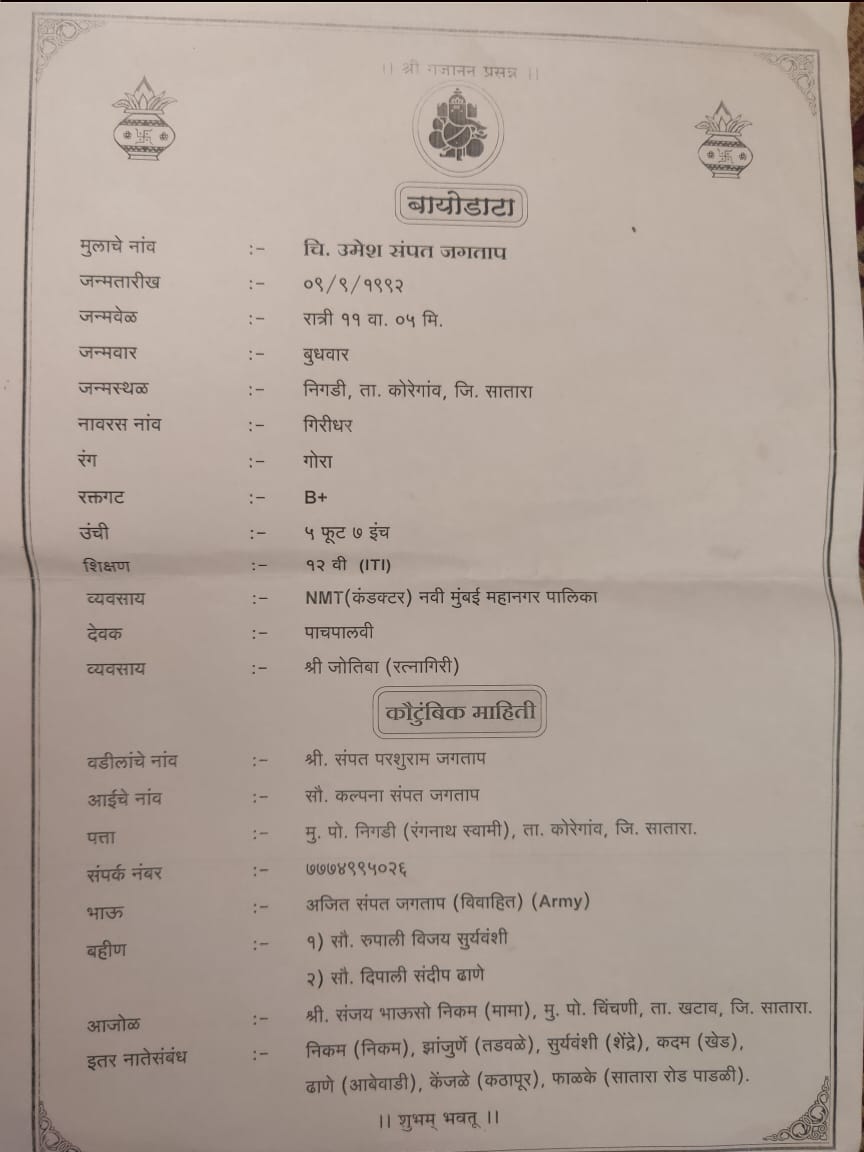 ।। श्री गजानन प्रसन्न ।।
बायोडाटा
मुलाचे नांव :- चि. उमेश संपत जगताप
जन्मतारीख :- ०९/९/१९९२
जन्मवेळ :- रात्री ११ वा. ०५ मि.
जन्मवार :- बुधवार
जन्मस्थळ :- निगडी, ता. कोरेगांव, जि. सातारा
नावरस नांव :- गिरीधर
रंग :- गोरा
रक्तगट :- B+
उंची :- ५ फूट ७ इंच
शिक्षण :- १२ वी (ITI)
व्यवसाय :- NMT(कंडक्टर) नवी मुंबई महानगर पालिका
देवक :- पाचपालवी
व्यवसाय :- श्री जोतिबा (रत्नागिरी)
कौटुंबिक माहिती
वडीलांचे नांव :- श्री. संपत परशुराम जगताप
आईचे नांव :- सौ. कल्पना संपत जगताप
पत्ता :- मु. पो. निगडी (रंगनाथ स्वामी), ता. कोरेगांव, जि. सातारा.
संपर्क नंबर :- ७७७४९९५०२६
भाऊ :- अजित संपत जगताप (विवाहित) (Army)
बहीण :- १) सौ. रुपाली विजय सुर्यवंशी
२) सौ. दिपाली संदीप ढाणे
आजोळ :- श्री. संजय भाऊसो निकम (मामा), मु. पो. चिंचणी, ता. खटाव, जि. सातारा.
इतर नातेसंबंध :- निकम (निकम), झांजुर्णे (तडवळे), सुर्यवंशी (शेंद्रे), कदम (खेड),
ढाणे (आबेवाडी), केंजळे (कठापूर), फाळके (सातारा रोड पाडळी).
।। शुभम् भवतू ।।